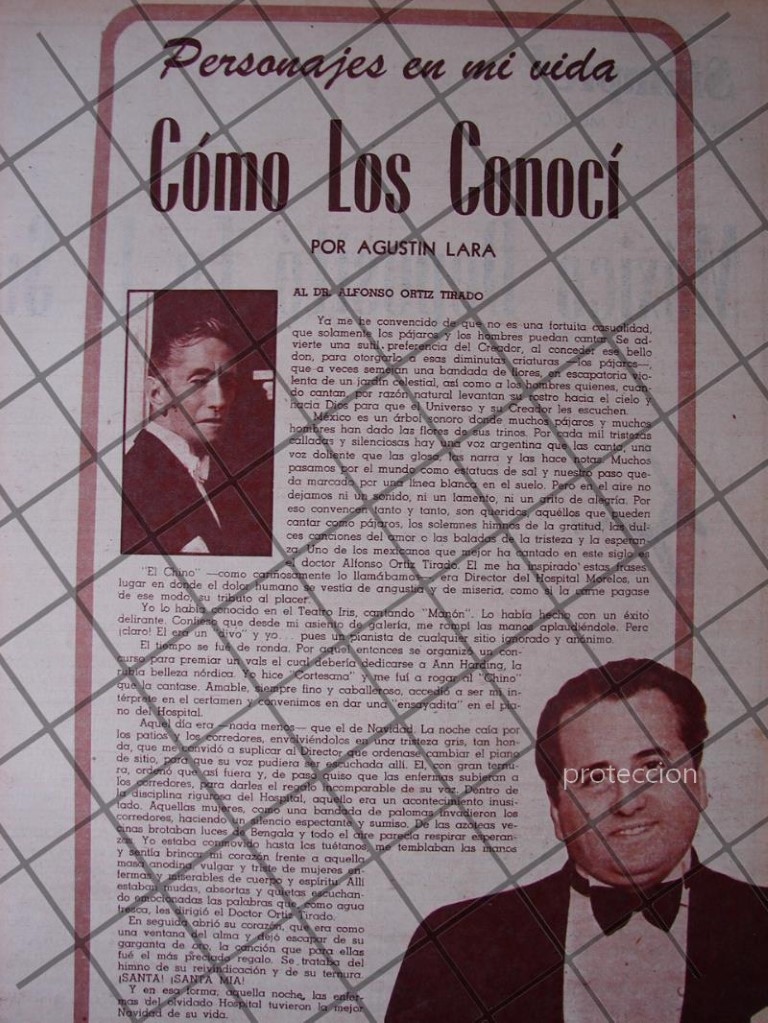 Personajes en mi vida
Cómo Los Conocí
POR AGUSTIN LARA
AL DR. ALFONSO ORTIZ TIRADO
Ya me he convencido de que no es una fortuita casualidad,
que solamente los pájaros y los hombres puedan cantar. Se ad-
vierte una sutil preferencia del Creador, al conceder ese bello
don, para otorgarlo a esas diminutas criaturas —los pájaros—,
que a veces semejan una bandada de flores, en escapatoria vio-
lenta de un jardín celestial, así como a los hombres quienes, cuan-
do cantan por razón natural levantan su rostro hacia el cielo y
hacia Dios para que el Universo y su Creador les escuchen.
México es un árbol sonoro donde muchos pájaros y muchos
hombres han dado las flores de sus trinos. Por cada mil tristezas
calladas y silenciosas hay una voz argentina que las canta, una
voz doliente que las glosa, las narra y las hace notas. Muchos
pasamos por el mundo como estatuas de sal y nuestro paso que-
da marcado por una línea blanca en el suelo. Pero en el aire no
dejamos ni un sonido, ni un lamento, ni un grito de alegría. Por
eso convencen tanto y tanto, son queridos aquéllos que pueden
cantar como pájaros, los solemnes himnos de la gratitud, las dul-
ces canciones del amor o las baladas de la tristeza y la esperan-
za. Uno de los mexicanos que mejor ha cantado en este siglo es
el doctor Alfonso Ortiz Tirado. El me ha inspirado estas frases.
"El Chino" —como cariñosamente lo llamábamos— era Director del Hospital Morelos, un
lugar en donde el dolor humano se vestía de angustia y de miseria, como si la carne pagase
de ese modo, su tributo al placer.
Yo lo había conocido en el Teatro Iris, cantando "Manón". Lo había hecho con un éxito
delirante. Confieso que desde mi asiento de galería, me rompí las manos aplaudiéndole. Pero
¡claro! El era un "divo" y yo... pues un pianista de cualquier sitio ignorado y anónimo.
El tiempo se fué de ronda. Por aquel entonces se organizó un con-
curso para premiar un vals el cual debería dedicarse a Ann Harding, la
rubia belleza nórdica. Yo hice "Cortesana" y me fuí a rogar al "Chino"
que la cantase. Amable, siempre fino y caballeroso, accedió a ser mi in-
térprete en el certamen y convenimos en dar una "ensayadita" en el pia-
no del Hospital.
Aquel día era —nada menos— que el de Navidad. La noche caía por
los patios y los corredores, envolviéndolos en una tristeza gris, tan hon-
da, que me movidó a suplicar al Director que ordenase cambiar el piano
de sitio, para que su voz pudiera ser escuchada allí. El, con gran ternu-
ra, ordenó que así fuera y, de paso quiso que las enfermas subieran a
los corredores, para darles el regalo incomparable de su voz. Dentro de
la disciplina rigurosa del Hospital, aquello era un acontecimiento inusi-
tado. Aquellas mujeres, como una bandada de palomas invadieron los
corredores, haciendo un silencio espectante y sumiso. De las azoteas ve-
cinas brotaban luces de Bengala y todo el aire parecía respirar esperan-
za. Yo estaba conmovido hasta los tuétanos, me temblaban las manos
y sentía brincar mi corazón frente a aquella
masa anodina, vulgar y triste de mujeres en-
fermas y miserables de cuerpo y espíritu. Allí
estaban mudas, absortas y quietas escuchan-
do emocionadas las palabras que, como agua
fresca, les dirigió el Doctor Ortiz Tirado.
En seguida abrió su corazón, que era como
una ventana del alma y dejó escapar de su
garganta de oro, la canción que para ellas
fué el más preciado regalo. Se trataba del
himno de su reivindicación y de su ternura.
¡SANTA! ¡SANTA MIA!
Y en esa forma, aquella noche, las enfer-
mas del olvidado Hospital tuvieron la mejor
Navidad de su vida.
proteccion